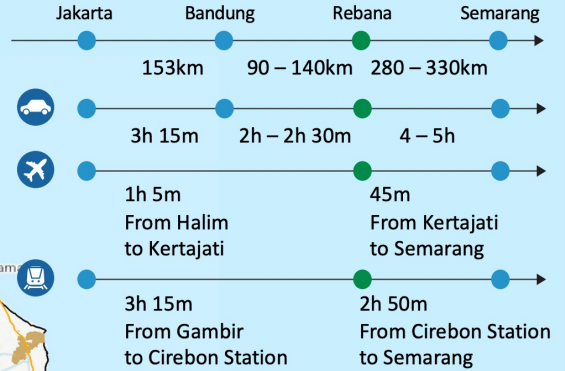 Jakarta Bandung Rebana Semarang
153km 90 – 140km 280 – 330km
3h 15m 2h – 2h 30m 4 – 5h
1h 5m
From Halim
to Kertajati
45m
From Kertajati
to Semarang
3h 15m
From Gambir
to Cirebon Station
2h 50m
From Cirebon Station
to Semarang